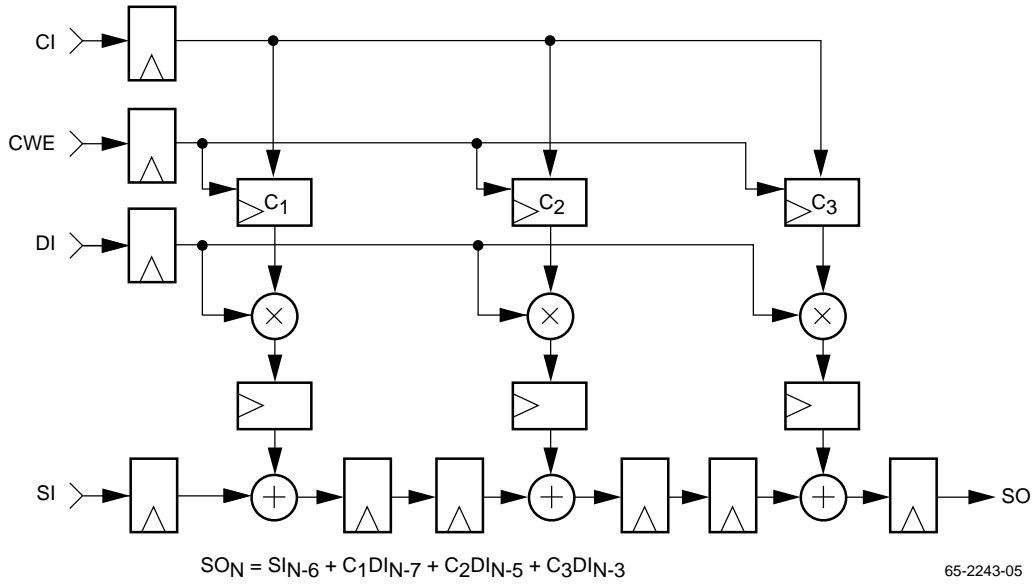 CI
CWE
C1 C2 C3
DI
SI
SO
SON = SIN-6 + C1DIN-7 + C2DIN-5 + C3DIN-3
65-2243-05